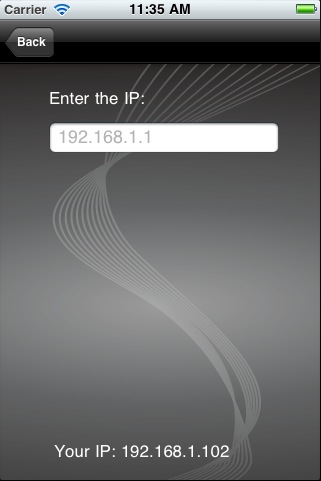 Carrier 11:35 AM
Back
Enter the IP:
192.168.1.1
Your IP: 192.168.1.102